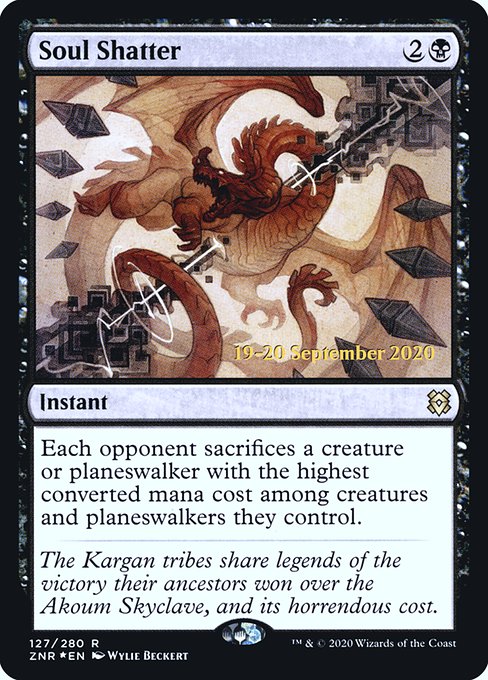 Soul Shatter 2
19-20 September 2020
Instant
Each opponent sacrifices a creature
or planeswalker with the highest
converted mana cost among creatures
and planeswalkers they control.
The Kargan tribes share legends of the
victory their ancestors won over the
Akoum Skyclave, and its horrendous cost.
127/280 R
ZNR ★ EN Wylie Beckert
™ & © 2020 Wizards of the Coast